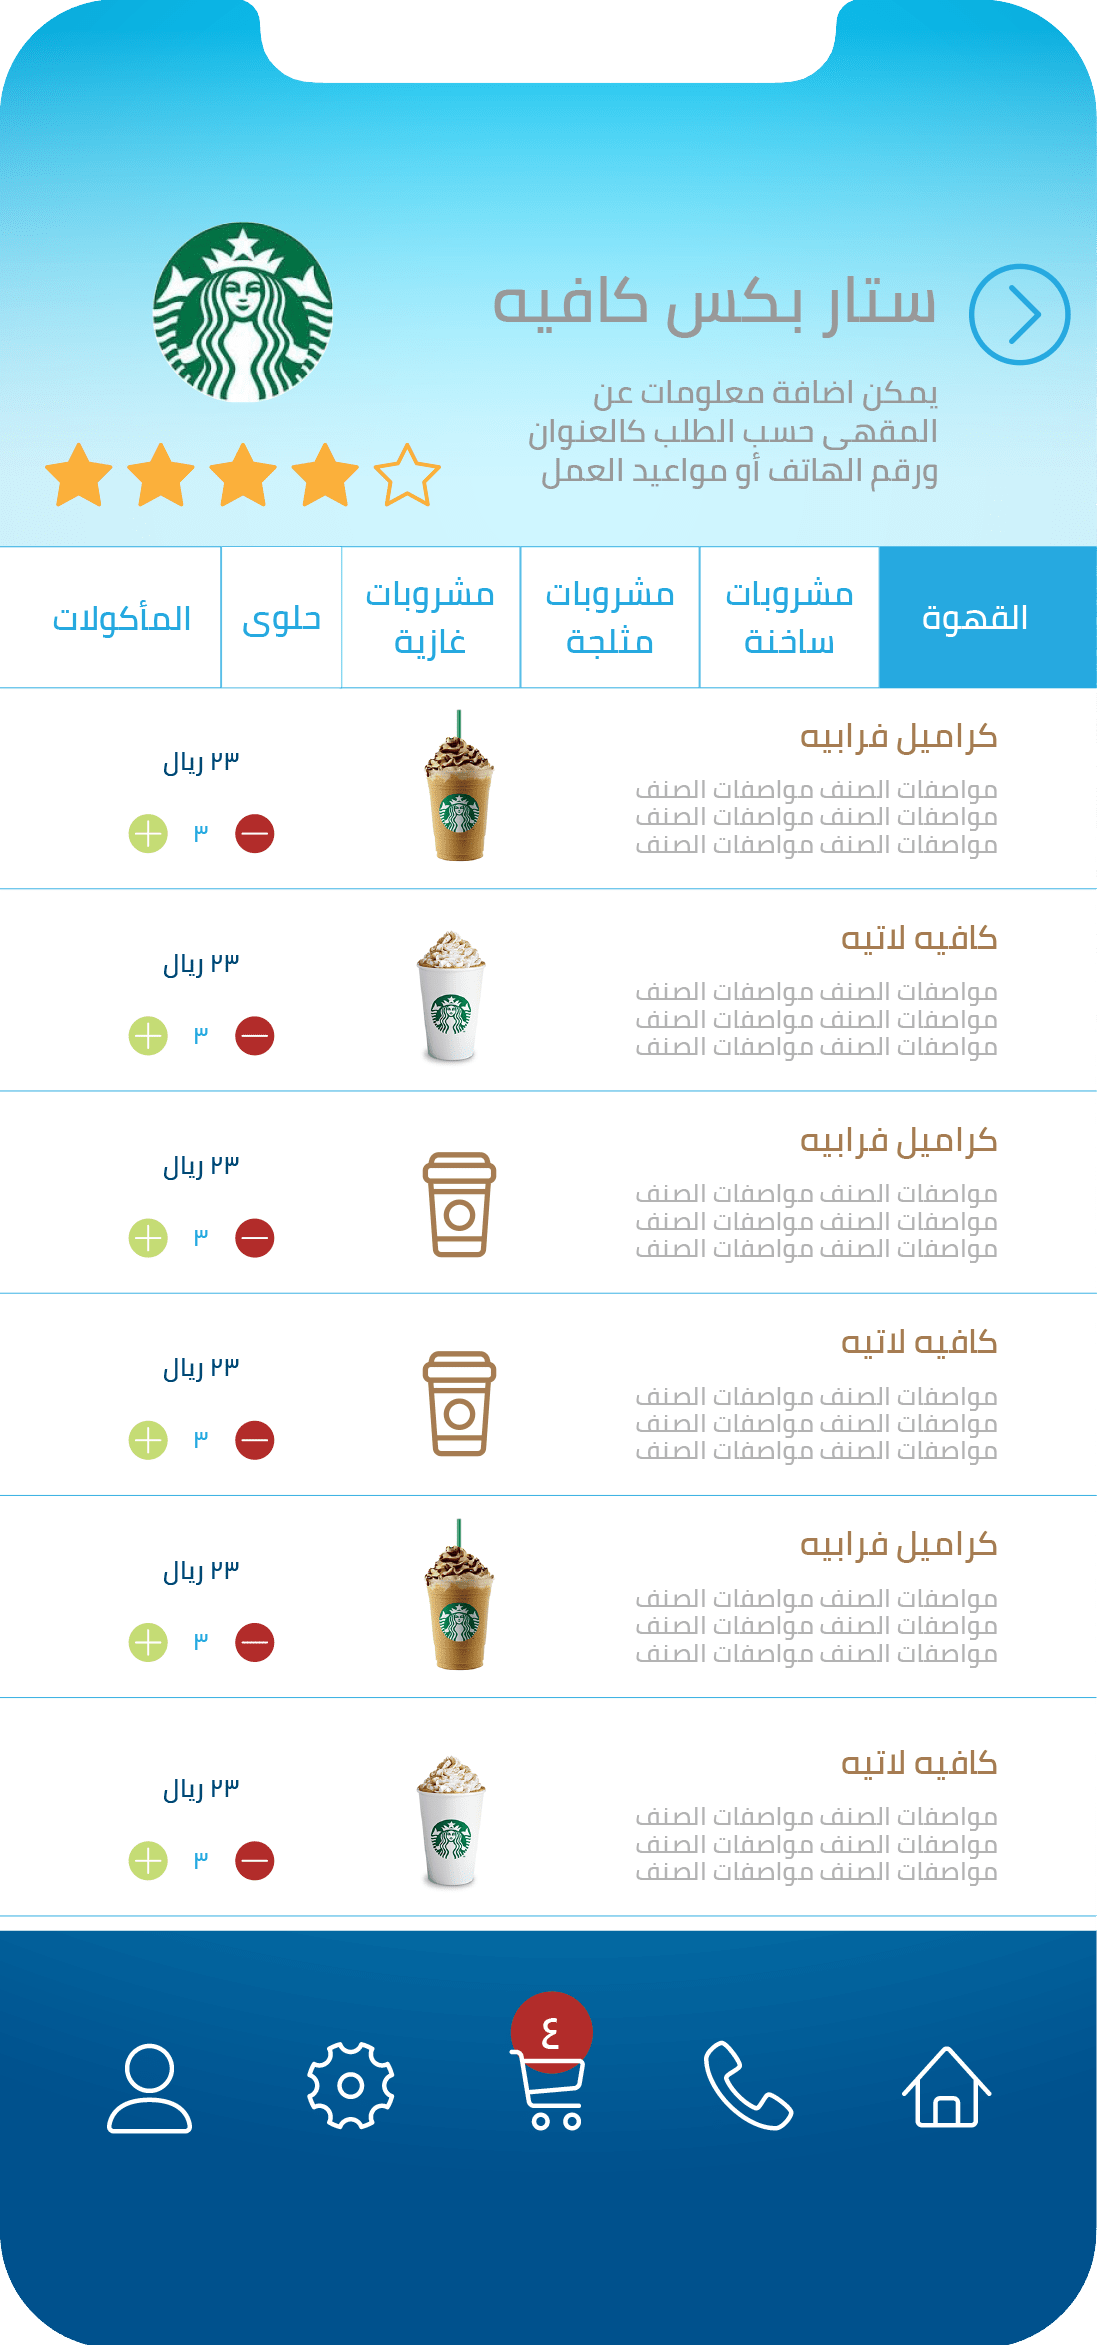 ستار بكس كافيه
يمكن اضافة معلومات عن
المقهى حسب الطلب كالعنوان
ورقم الهاتف أو مواعيد العمل
القهوة
مشروبات
ساخنة
مشروبات
مثلجة
مشروبات
غازية
حلوى
المأكولات
كراميل فرابيه
مواصفات الصنف مواصفات الصنف
مواصفات الصنف مواصفات الصنف
مواصفات الصنف مواصفات الصنف
٢٣ ريال
٣
كافيه لاتيه
مواصفات الصنف مواصفات الصنف
مواصفات الصنف مواصفات الصنف
مواصفات الصنف مواصفات الصنف
٢٣ ريال
٣
كراميل فرابيه
مواصفات الصنف مواصفات الصنف
مواصفات الصنف مواصفات الصنف
مواصفات الصنف مواصفات الصنف
٢٣ ريال
٣
كافيه لاتيه
مواصفات الصنف مواصفات الصنف
مواصفات الصنف مواصفات الصنف
مواصفات الصنف مواصفات الصنف
٢٣ ريال
٣
كراميل فرابيه
مواصفات الصنف مواصفات الصنف
مواصفات الصنف مواصفات الصنف
مواصفات الصنف مواصفات الصنف
٢٣ ريال
٣
كافيه لاتيه
مواصفات الصنف مواصفات الصنف
مواصفات الصنف مواصفات الصنف
مواصفات الصنف مواصفات الصنف
٢٣ ريال
٣
٤